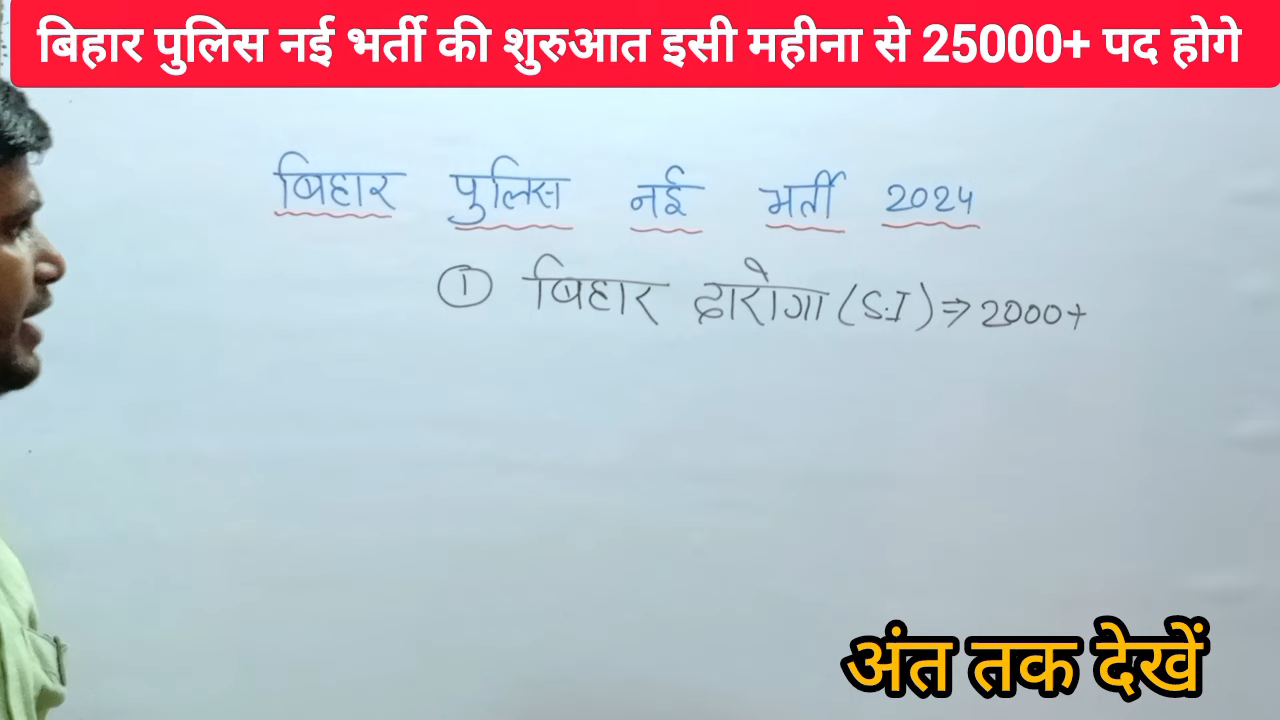 बिहार पुलिस नई भर्ती की शुरुआत इसी महीना से 25000+ पद होगे
बिहार पुलिस नई भर्ती 2024
① बिहार दारोगा (S.I) ⇒ 2000+
अंत तक देखें